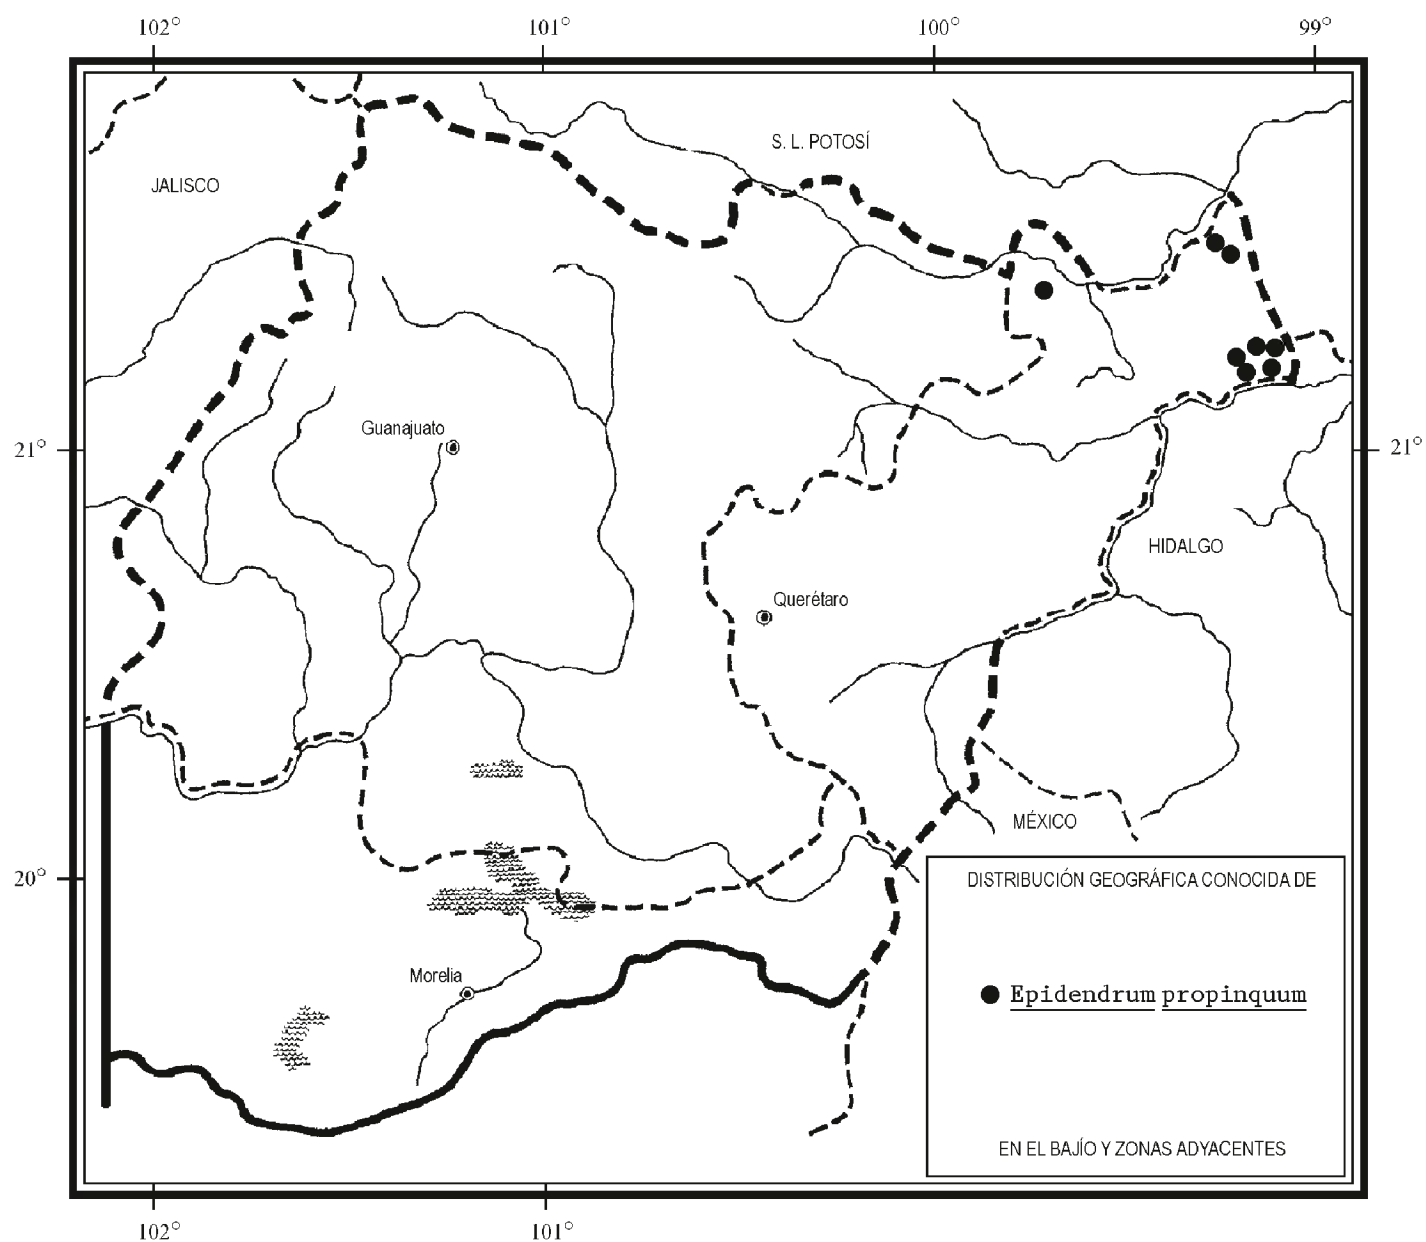 102° 101° 100° 99°
S. L. POTOSÍ
JALISCO
Guanajuato
21° 21°
HIDALGO
Querétaro
MÉXICO
20°
DISTRIBUCIÓN GEOGRÁFICA CONOCIDA DE
Morelia
Epidendrum propinquum
EN EL BAJÍO Y ZONAS ADYACENTES
102° 101°